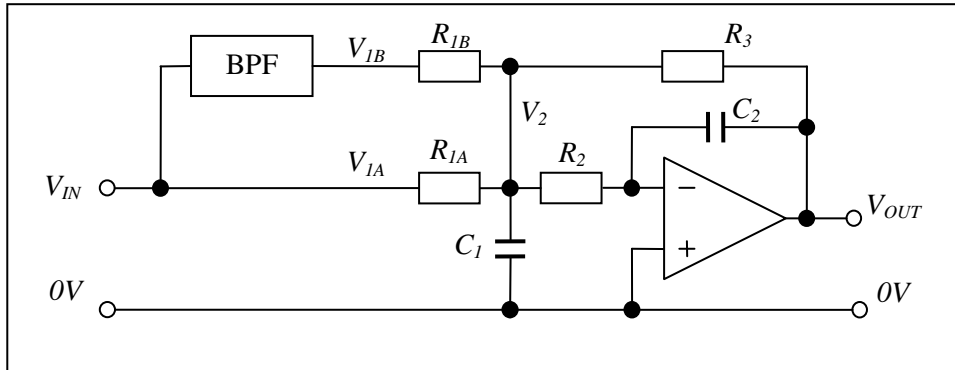 R1B
R3
V1B
BPF
C2
V2
R1A
R2
V1A
VIN
−
VOUT
C1
+
0V
0V